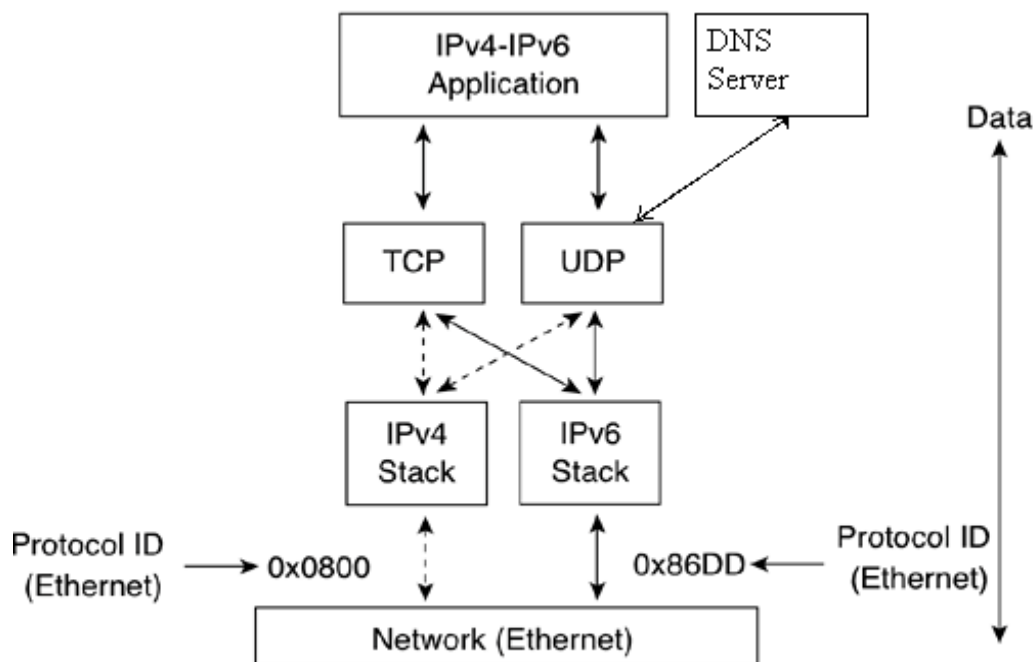 IPv4-IPv6
Application
DNS
Server
Data
TCP
UDP
IPv4
Stack
IPv6
Stack
Protocol ID
(Ethernet)
0x0800
0x86DD
Protocol ID
(Ethernet)
Network (Ethernet)